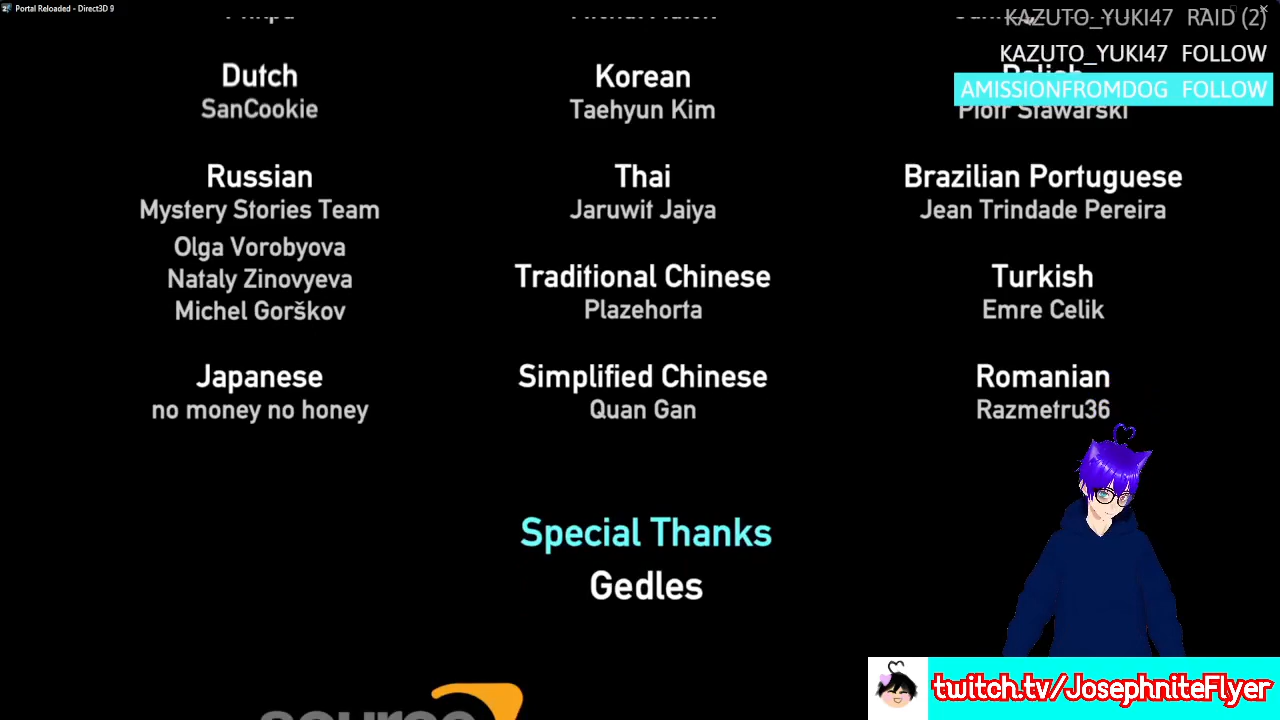 Portal Reloaded - Direct3D 9
KAZUTO_YUKI47 RAID (2)
KAZUTO_YUKI47 FOLLOW
AMISSIONFROMDOG FOLLOW
Dutch
SanCookie
Korean
Taehyun Kim
Polish
Piotr Sławarski
Russian
Mystery Stories Team
Olga Vorobyova
Nataly Zinovyeva
Michel Gorškov
Thai
Jaruwit Jaiya
Brazilian Portuguese
Jean Trindade Pereira
Traditional Chinese
Plazehorta
Turkish
Emre Celik
Japanese
no money no honey
Simplified Chinese
Quan Gan
Romanian
Razmetru36
Special Thanks
Gedles
source
twitch.tv/JosephniteFlyer